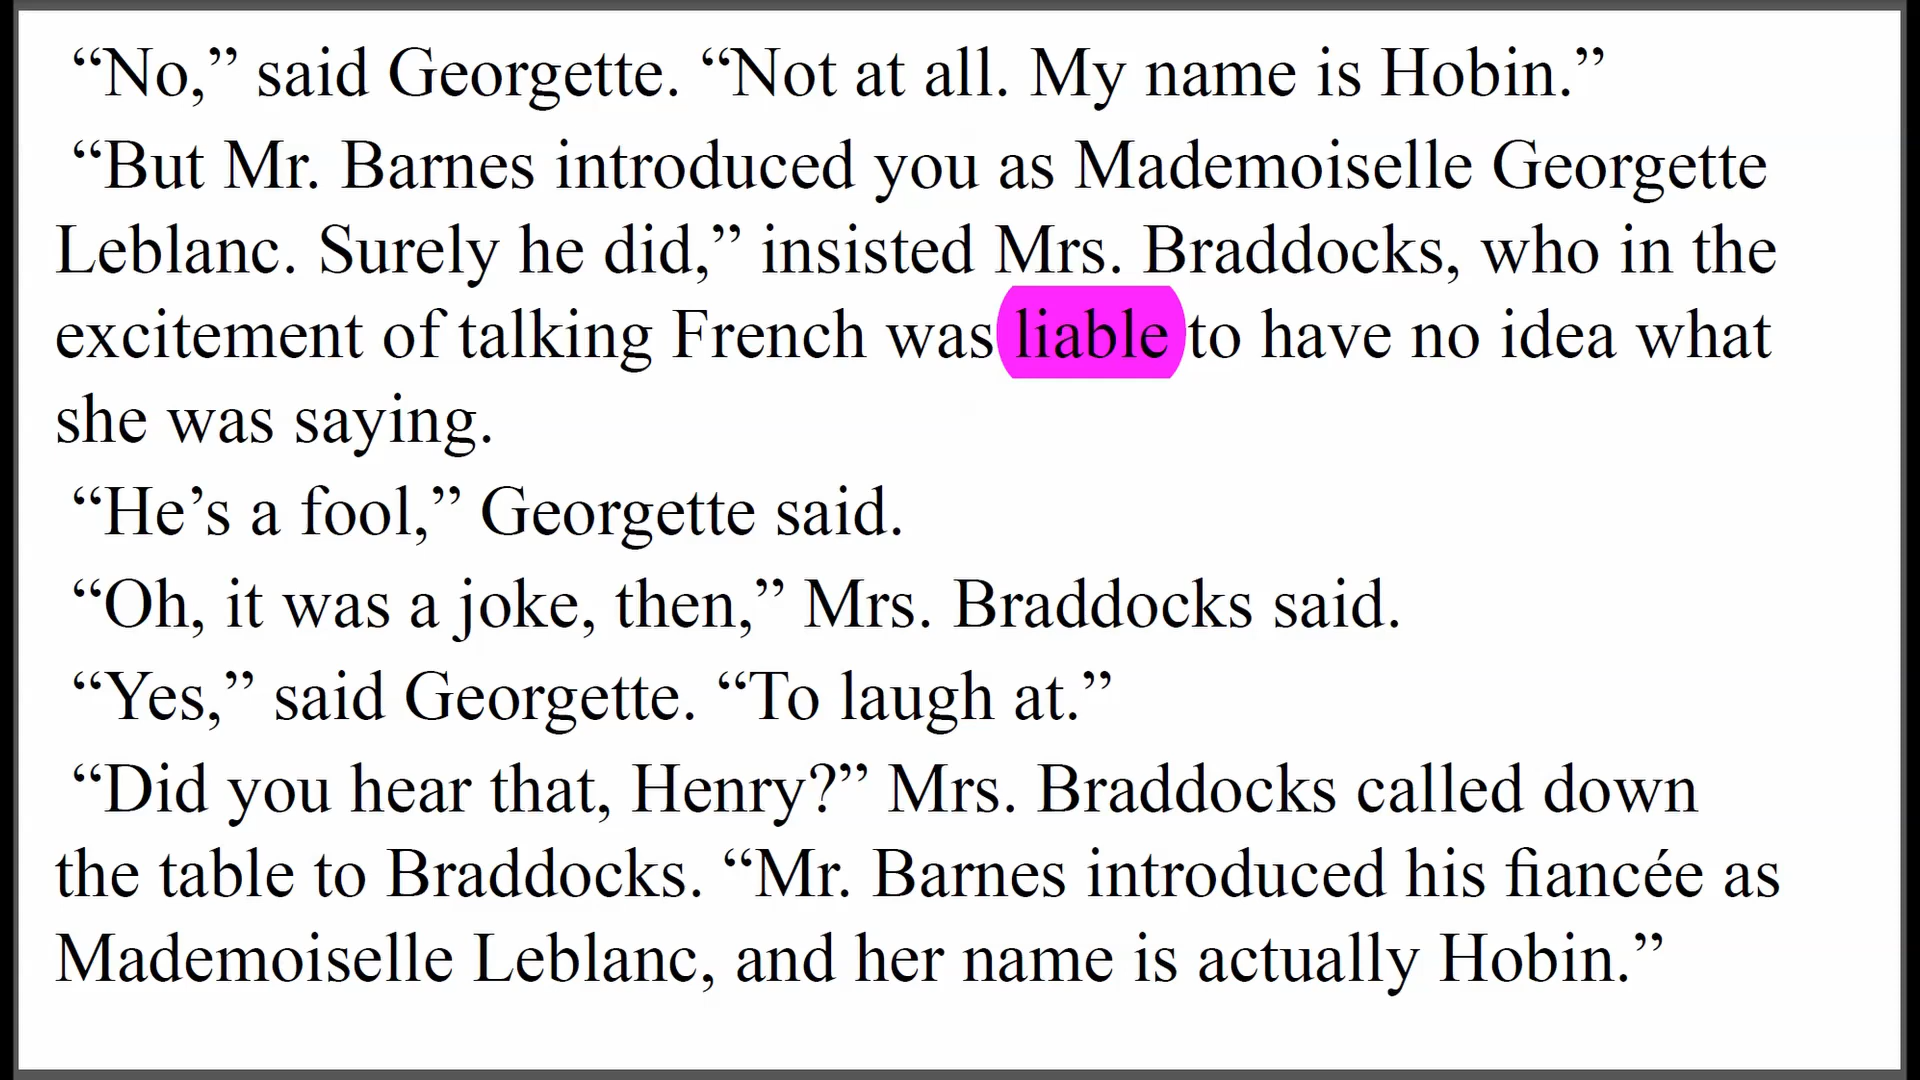 “No,” said Georgette. “Not at all. My name is Hobin.”
“But Mr. Barnes introduced you as Mademoiselle Georgette
Leblanc. Surely he did,” insisted Mrs. Braddocks, who in the
excitement of talking French was liable to have no idea what
she was saying.
“He’s a fool,” Georgette said.
“Oh, it was a joke, then,” Mrs. Braddocks said.
“Yes,” said Georgette. “To laugh at.”
“Did you hear that, Henry?” Mrs. Braddocks called down
the table to Braddocks. “Mr. Barnes introduced his fiancée as
Mademoiselle Leblanc, and her name is actually Hobin.”